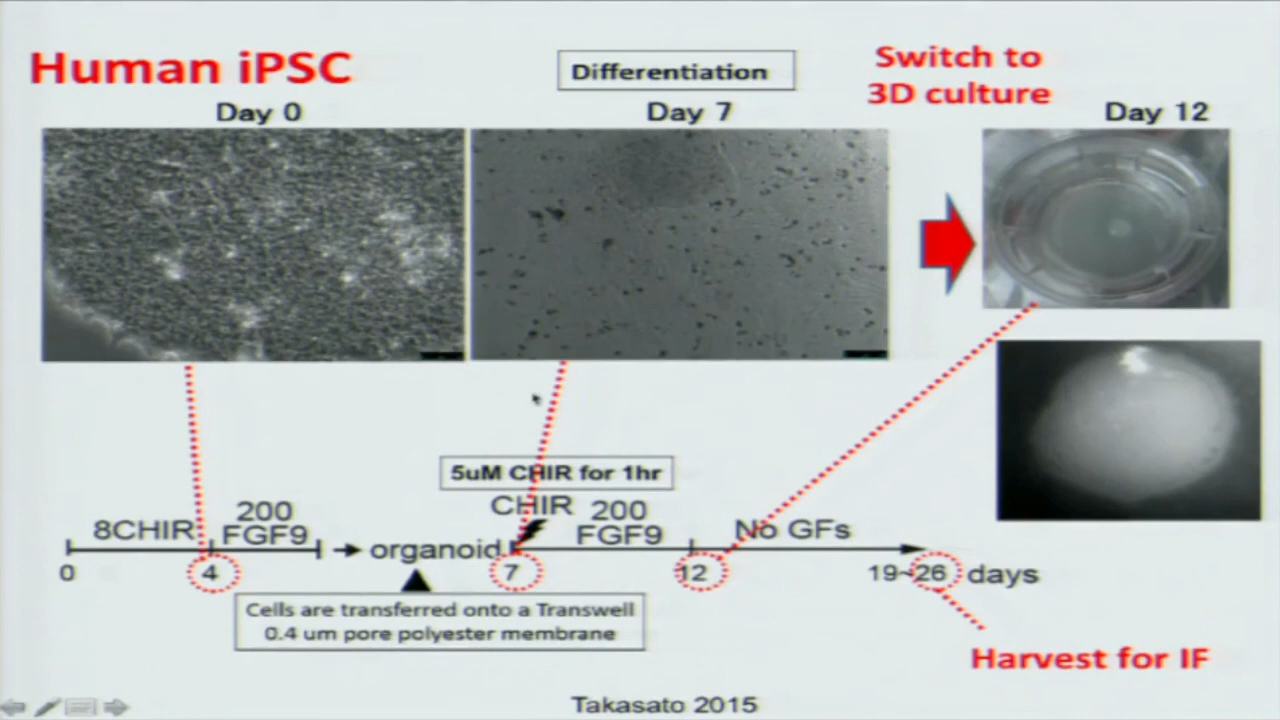 Human iPSC
Differentiation
Switch to
3D culture
Day 0
Day 7
Day 12
5uM CHIR for 1hr
8CHIR
200
FGF9
organoid
CHIR
200
FGF9
No GFs
0
4
7
12
19~26 days
Cells are transferred onto a Transwell
0.4 um pore polyester membrane
Harvest for IF
Takasato 2015